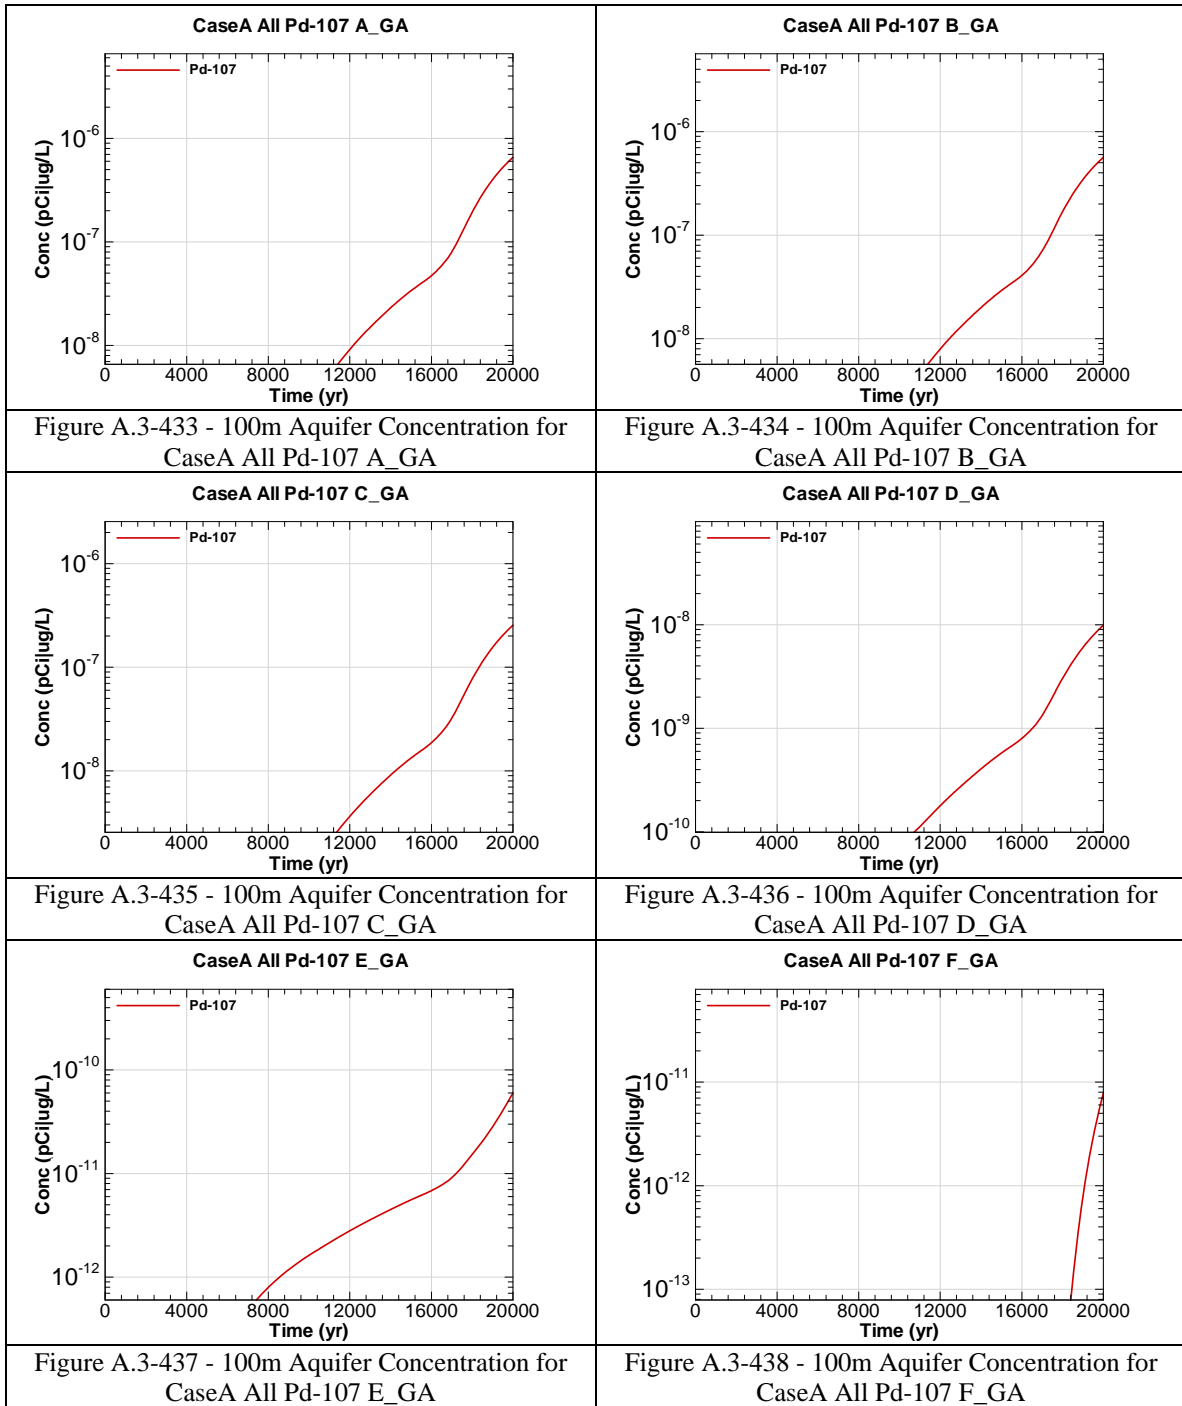 CaseA All Pd-107 A_GA
Pd-107
Conc (pCi|ug/L)
10^-6
10^-7
10^-8
0 4000 8000 12000 16000 20000
Time (yr)
Figure A.3-433 - 100m Aquifer Concentration for
CaseA All Pd-107 A_GA
CaseA All Pd-107 B_GA
Pd-107
Conc (pCi|ug/L)
10^-6
10^-7
10^-8
0 4000 8000 12000 16000 20000
Time (yr)
Figure A.3-434 - 100m Aquifer Concentration for
CaseA All Pd-107 B_GA
CaseA All Pd-107 C_GA
Pd-107
Conc (pCi|ug/L)
10^-6
10^-7
10^-8
0 4000 8000 12000 16000 20000
Time (yr)
Figure A.3-435 - 100m Aquifer Concentration for
CaseA All Pd-107 C_GA
CaseA All Pd-107 D_GA
Pd-107
Conc (pCi|ug/L)
10^-8
10^-9
10^-10
0 4000 8000 12000 16000 20000
Time (yr)
Figure A.3-436 - 100m Aquifer Concentration for
CaseA All Pd-107 D_GA
CaseA All Pd-107 E_GA
Pd-107
Conc (pCi|ug/L)
10^-10
10^-11
10^-12
0 4000 8000 12000 16000 20000
Time (yr)
Figure A.3-437 - 100m Aquifer Concentration for
CaseA All Pd-107 E_GA
CaseA All Pd-107 F_GA
Pd-107
Conc (pCi|ug/L)
10^-11
10^-12
10^-13
0 4000 8000 12000 16000 20000
Time (yr)
Figure A.3-438 - 100m Aquifer Concentration for
CaseA All Pd-107 F_GA